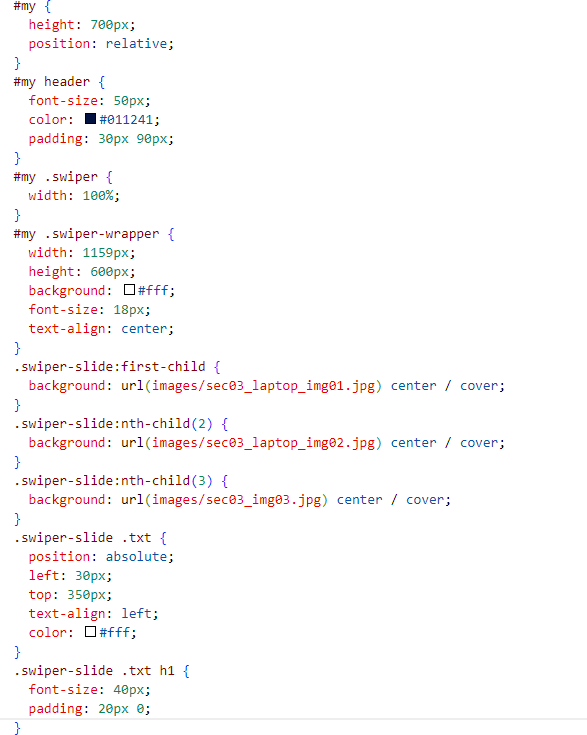 #my {
  height: 700px;
  position: relative;
}
#my header {
  font-size: 50px;
  color: #011241;
  padding: 30px 90px;
}
#my .swiper {
  width: 100%;
}
#my .swiper-wrapper {
  width: 1159px;
  height: 600px;
  background: #fff;
  font-size: 18px;
  text-align: center;
}
.swiper-slide:first-child {
  background: url(images/sec03_laptop_img01.jpg) center / cover;
}
.swiper-slide:nth-child(2) {
  background: url(images/sec03_laptop_img02.jpg) center / cover;
}
.swiper-slide:nth-child(3) {
  background: url(images/sec03_img03.jpg) center / cover;
}
.swiper-slide .txt {
  position: absolute;
  left: 30px;
  top: 350px;
  text-align: left;
  color: #fff;
}
.swiper-slide .txt h1 {
  font-size: 40px;
  padding: 20px 0;
}